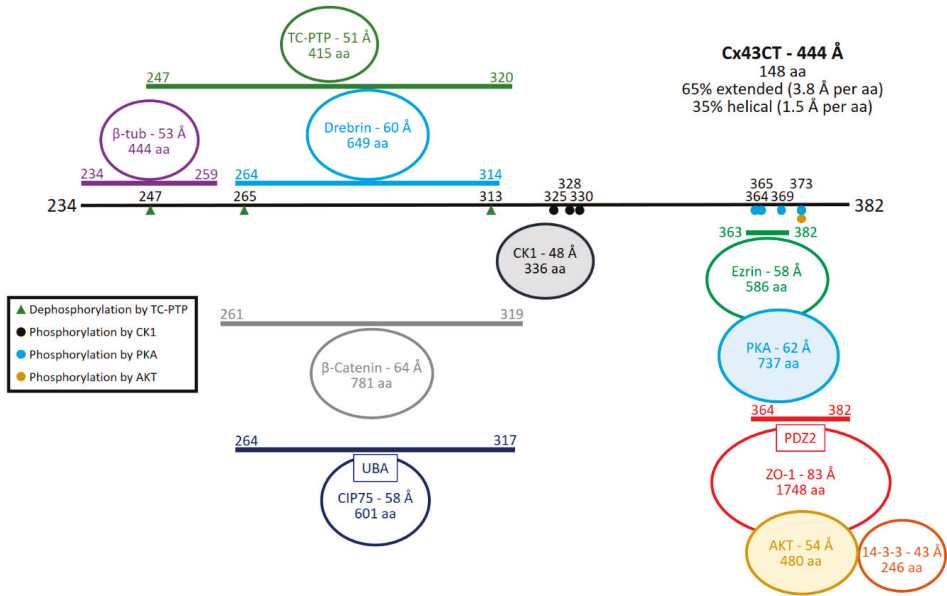 TC-PTP - 51 Å
415 aa
247
320
Cx43CT - 444 Å
148 aa
65% extended (3.8 Å per aa)
35% helical (1.5 Å per aa)
β-tub - 53 Å
444 aa
Drebrin - 60 Å
649 aa
234
259
264
314
328
365
373
325
330
364
369
234
247
265
313
382
363
382
CK1 - 48 Å
336 aa
Ezrin - 58 Å
586 aa
Dephosphorylation by TC-PTP
Phosphorylation by CK1
Phosphorylation by PKA
Phosphorylation by AKT
261
319
β-Catenin - 64 Å
781 aa
PKA - 62 Å
737 aa
364
382
PDZ2
264
317
UBA
CIP75 - 58 Å
601 aa
ZO-1 - 83 Å
1748 aa
AKT - 54 Å
480 aa
14-3-3 - 43 Å
246 aa